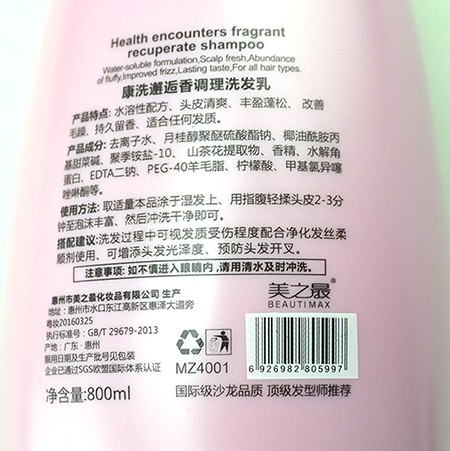 Health encounters fragrant
recuperate shampoo
Water-soluble formulation,Scalp fresh,Abundance
of fluffy,Improved frizz,Lasting taste,For all hair types.
康洗邂逅香调理洗发乳
产品特点: 水溶性配方、头皮清爽、丰盈蓬松、 改善
毛躁、持久留香、适合任何发质。
产品成分: 去离子水、月桂醇聚醚硫酸酯钠、椰油酰胺丙
基甜菜碱、聚季铵盐-10、 山茶花提取物、香精、水解角
蛋白、EDTA二钠、PEG-40羊毛脂、柠檬酸、甲基氯异噻
唑啉酮等。
使用方法: 取适量本品涂于湿发上、用指腹轻揉头皮2-3分
钟至泡沫丰富、然后冲洗干净即可。
搭配建议: 洗发过程中可视发质受伤程度配合净化发丝柔
顺剂使用、可增添头发光泽度、预防头发开叉。
注意事项: 如不慎进入眼睛内,请用清水及时冲洗。
惠州市美之最化妆品有限公司 生产
地址:惠州市水口东江高新区惠泽大道旁
粤妆20160325
执行标准: G B/T 29679-2013
产地: 广东 · 惠州
限用日期及生产批号见包装
企业已通过SGS欧盟国际体系认证
净含量:800ml
MZ4001
美之最®
BEAUTIMAX
6 926982 805997
国际级沙龙品质 顶级发型师推荐